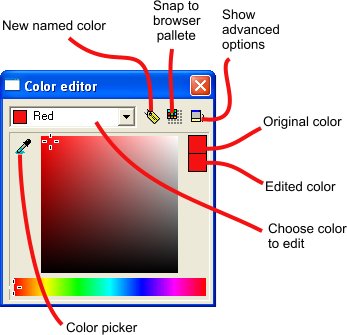 Snap to
browser
pallete
Show
advanced
options
New named color
Color editor
Red
Original color
Edited color
Choose color
to edit
Color picker